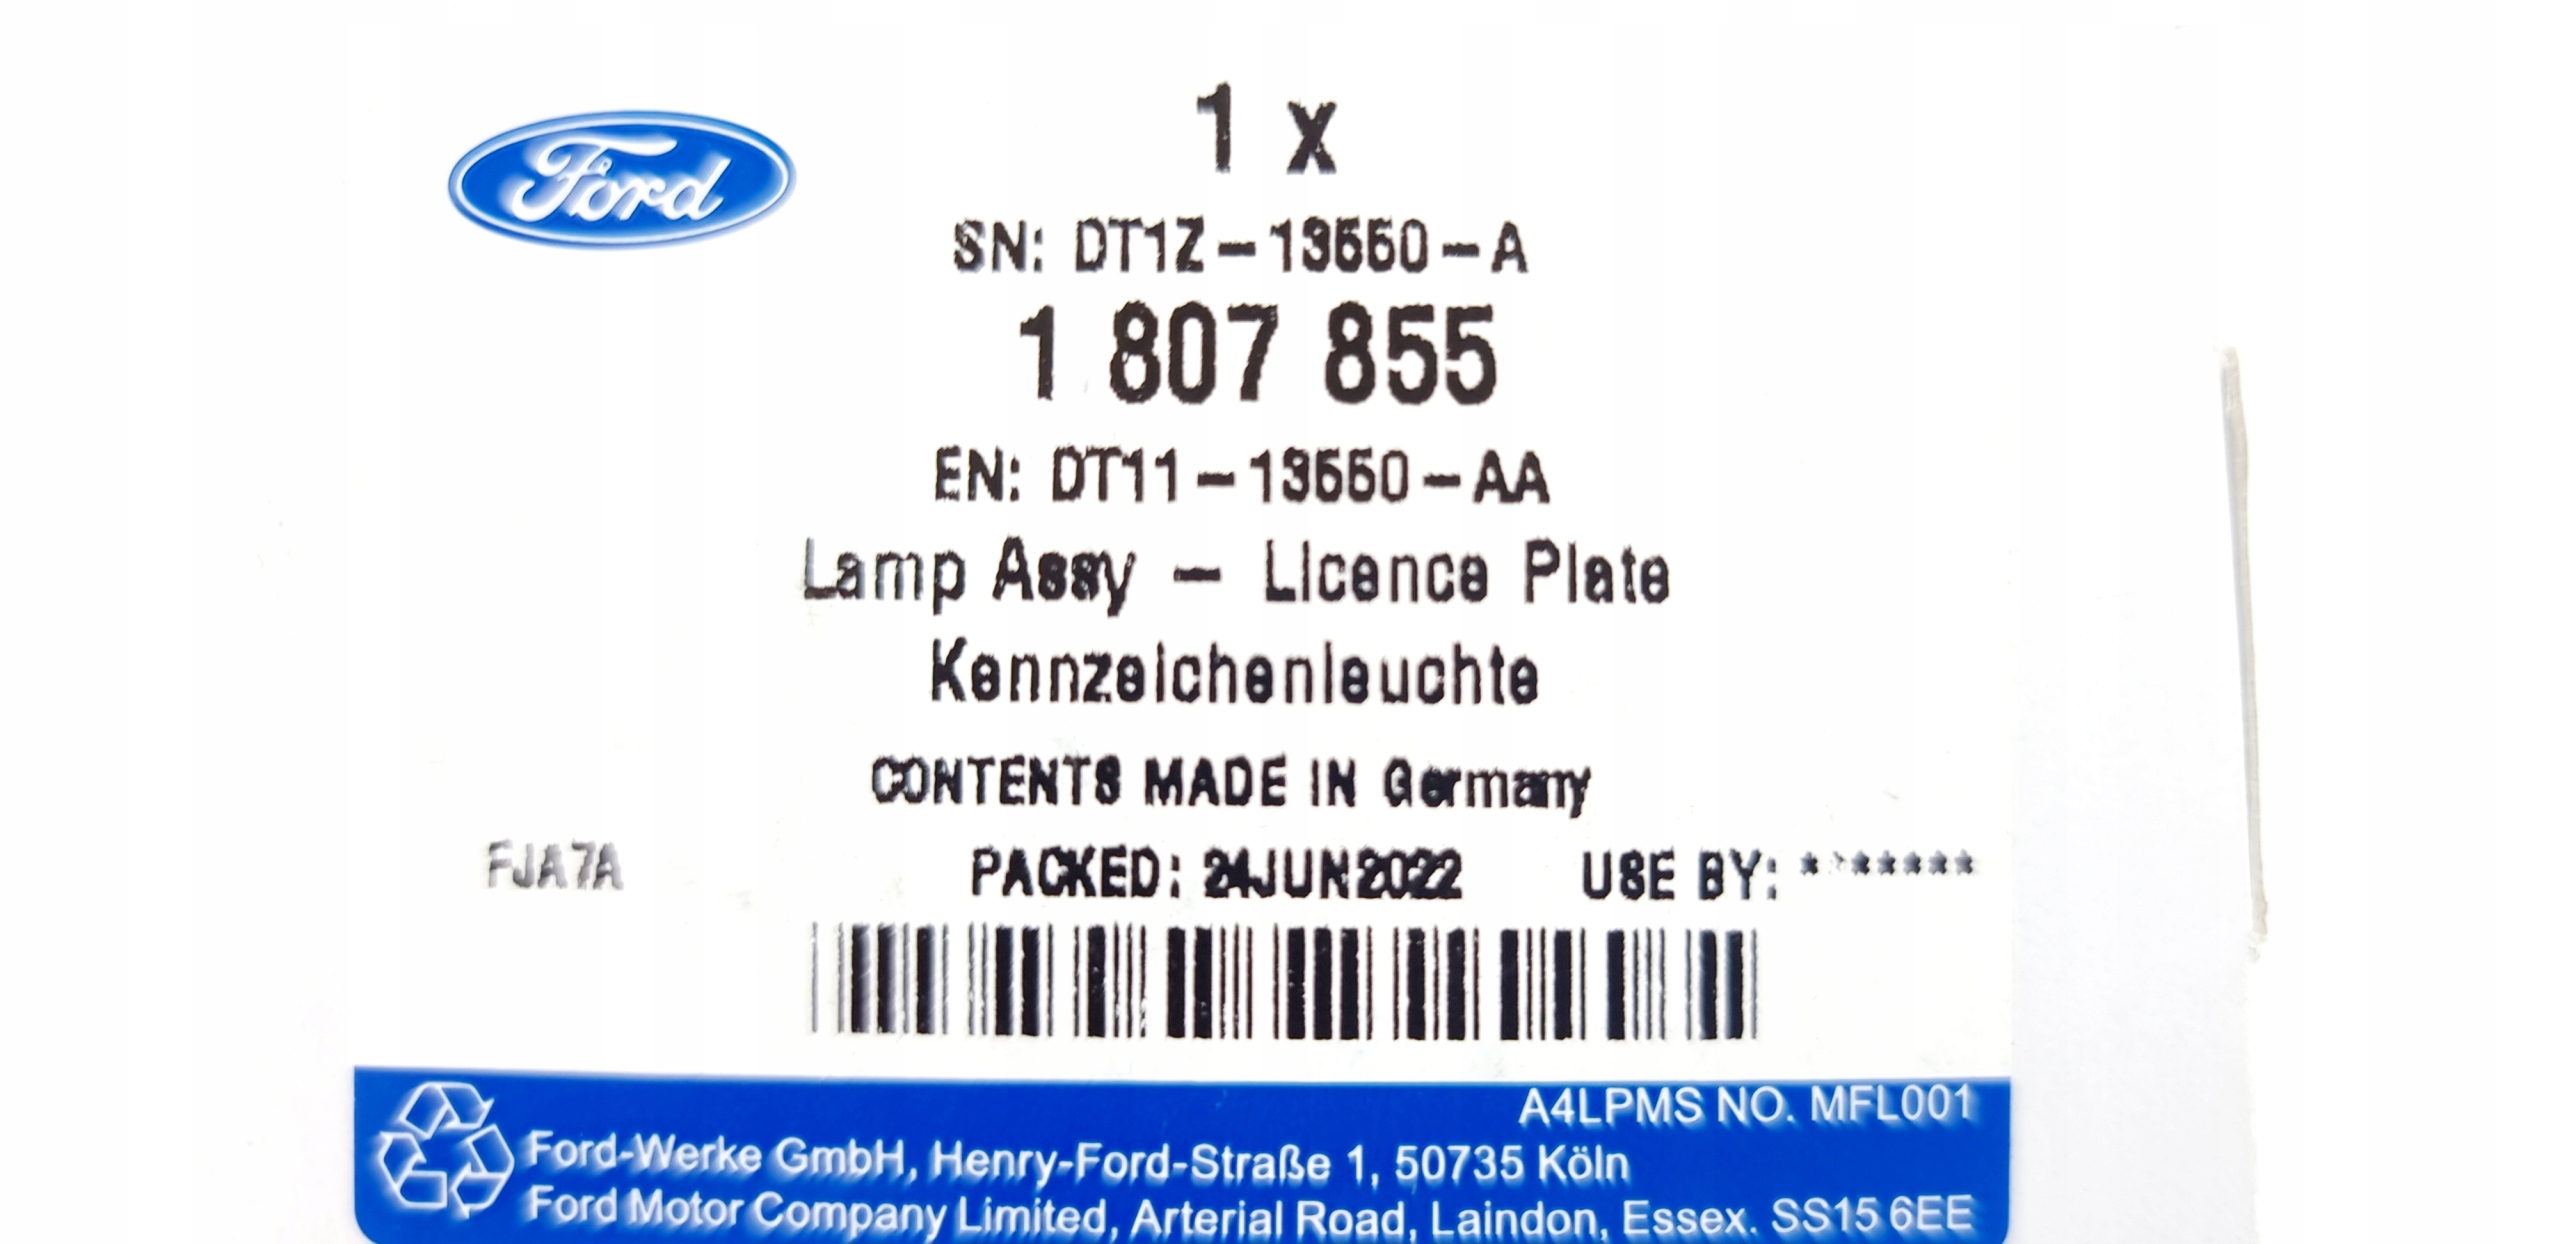 Ford
1 x
SN: DT1Z-13550-A
1 807 855
EN: DT11-13550-AA
Lamp Assy - Licence Plate
Kennzeichenleuchte
CONTENTS MADE IN Germany
FJA7A PACKED: 24JUN2022 USE BY: *******
A4LPMS NO. MFL001
Ford-Werke GmbH, Henry-Ford-Straße 1, 50735 Köln
Ford Motor Company Limited, Arterial Road, Laindon, Essex. SS15 6EE